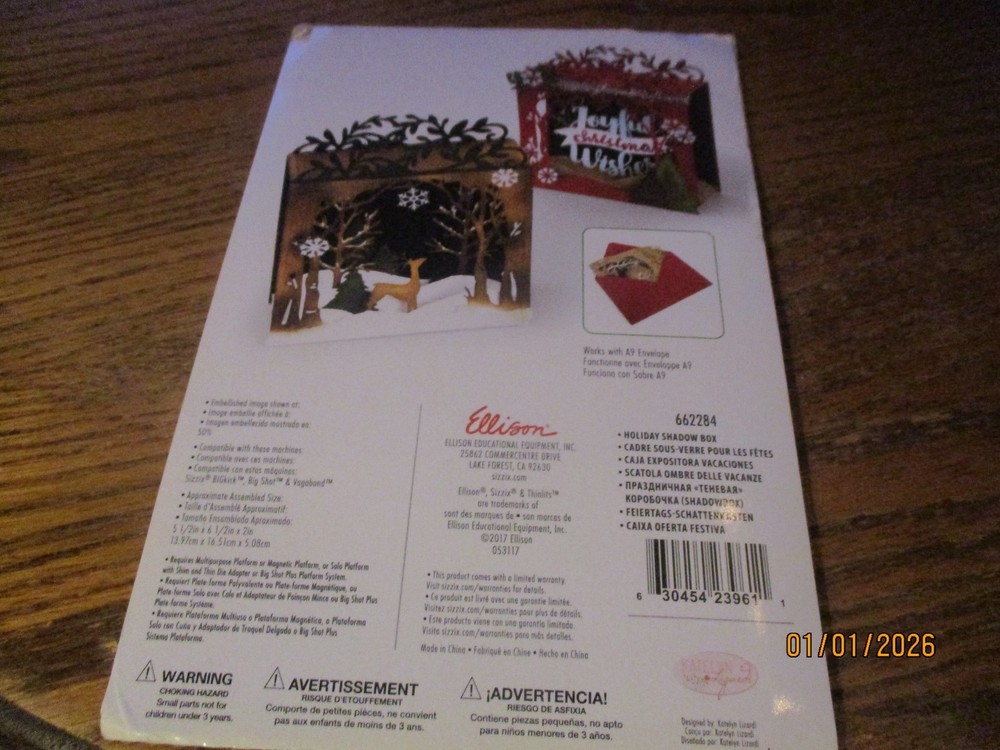 Joyful
Christmas
Wishes
Works with A9 Envelope
Fonctionne avec Enveloppe A9
Funciona con Sobre A9
• Embellished image shown at:
• Image embellie affichée à:
• Imagen embellecida mostrada en:
50%
• Compatible with these machines:
• Compatible avec ces machines:
• Compatible con estas máquinas:
Sizzix® BIGkick™, Big Shot™ & Vagabond™
• Approximate Assembled Size:
• Taille d'Assemblé Approximatif:
• Tamaño Ensamblado Aproximado:
5 1/2in x 6 1/2in x 2in
13.97cm x 16.51cm x 5.08cm
• Requires Multipurpose Platform or Magnetic Platform, or Solo Platform
with Shim and Thin Die Adapter or Big Shot Plus Platform System.
• Requiert Plate-forme Polyvalente ou Plate-forme Magnétique, ou
Plate-forme Solo avec Cale et Adaptateur de Poinçon Mince ou Big Shot Plus
Plate-forme Système.
• Requiere Plataforma Multiuso o Plataforma Magnética, o Plataforma
Solo con Cuña y Adaptador de Troquel Delgado o Big Shot Plus
Sistema Plataforma.
Ellison™
ELLISON EDUCATIONAL EQUIPMENT, INC.
25862 COMMERCENTRE DRIVE
LAKE FOREST, CA 92630
sizzix.com
Ellison®, Sizzix® & Thinlits™
are trademarks of
sont des marques de • son marcas de
Ellison Educational Equipment, Inc.
©2017 Ellison
053117
• This product comes with a limited warranty.
Visit sizzix.com/warranties for details.
• Ce produit est livré avec une garantie limitée.
Visitez sizzix.com/warranties pour plus de détails.
• Este producto viene con una garantía limitada.
Visita sizzix.com/warranties para más detalles.
Made in China • Fabriqué en Chine • Hecho en China
662284
• HOLIDAY SHADOW BOX
• CADRE SOUS-VERRE POUR LES FÊTES
• CAJA EXPOSITORA VACACIONES
• SCATOLA OMBRE DELLE VACANZE
• ПРАЗДНИЧНАЯ «ТЕНЕВАЯ»
КОРОБОЧКА (SHADOWBOX)
• FEIERTAGS-SCHATTENKASTEN
• CAIXA OFERTA FESTIVA
6 30454 23961 1
01/01/2026
KATELYN
Lizardi
⚠ WARNING
CHOKING HAZARD
Small parts not for
children under 3 years.
⚠ AVERTISSEMENT
RISQUE D'ETOUFFEMENT
Comporte de petites pièces, ne convient
pas aux enfants de moins de 3 ans.
⚠ ¡ADVERTENCIA!
RIESGO DE ASFIXIA
Contiene piezas pequeñas, no apto
para niños menores de 3 años.
Designed by: Katelyn Lizardi
Conçu par: Katelyn Lizardi
Diseñado por: Katelyn Lizardi